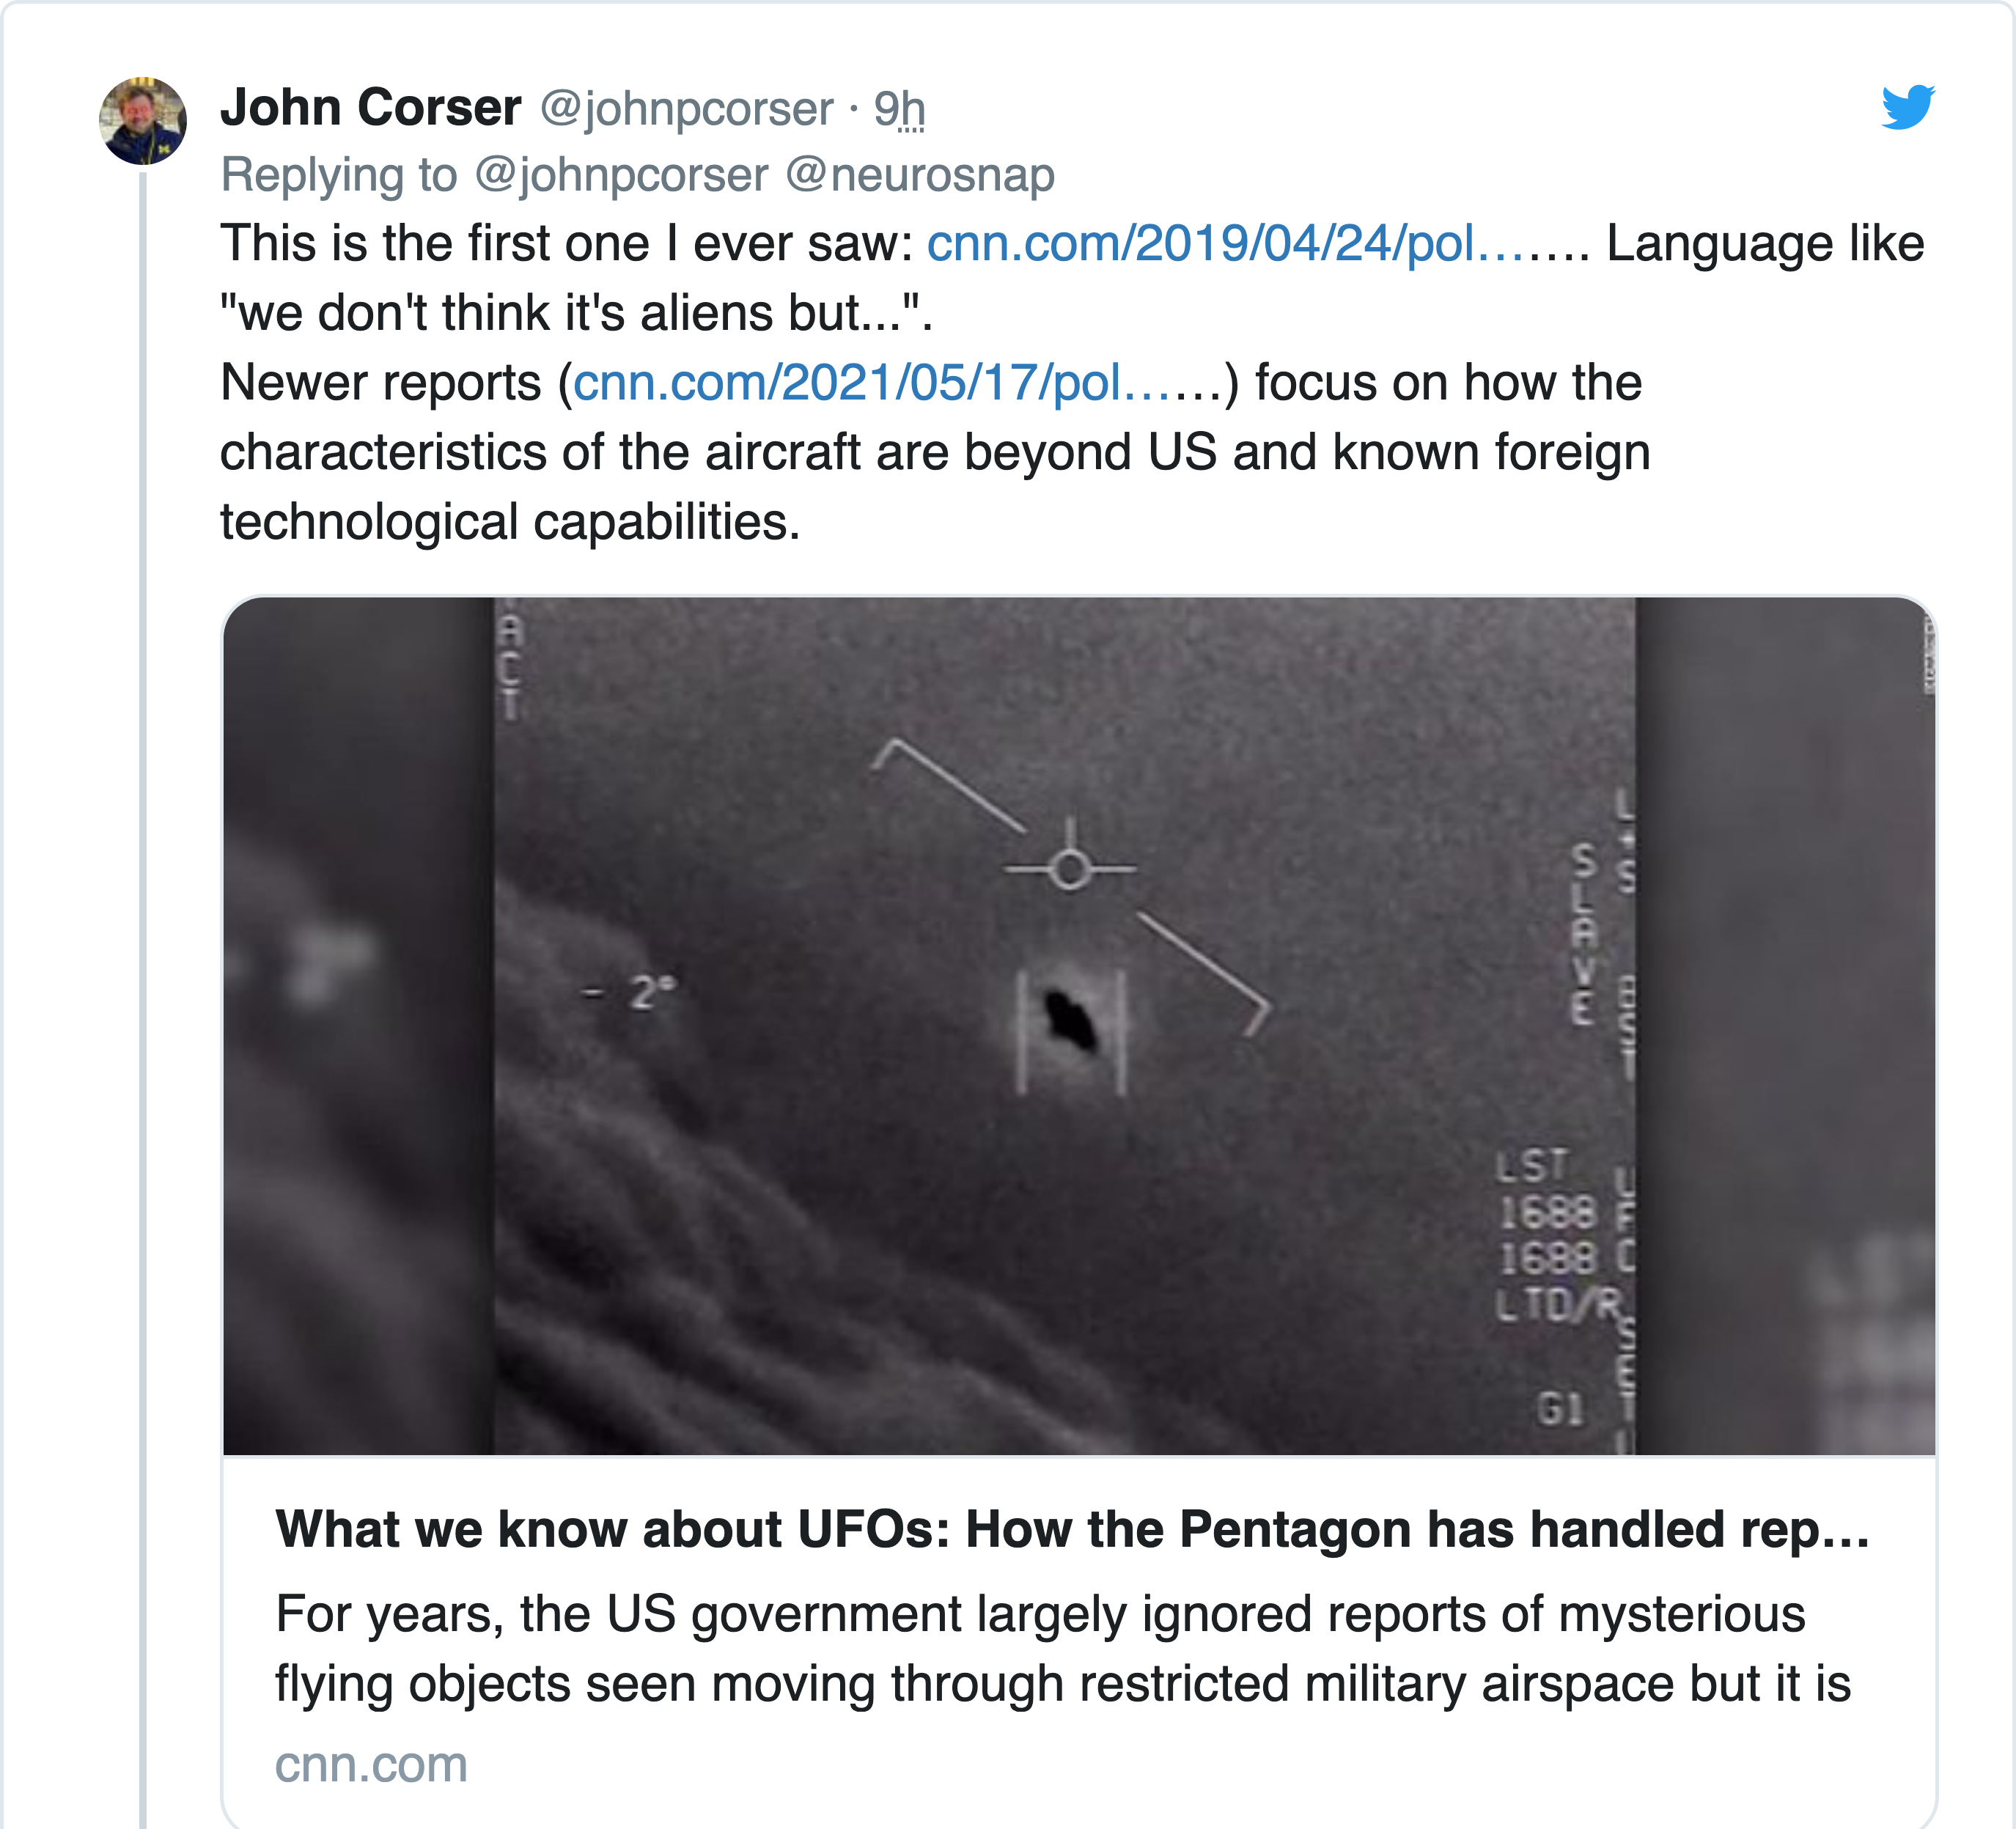 John Corser @johnpcorser · 9h
Replying to @johnpcorser @neurosnap
This is the first one I ever saw: cnn.com/2019/04/24/pol……. Language like
"we don't think it's aliens but...".
Newer reports (cnn.com/2021/05/17/pol……) focus on how the
characteristics of the aircraft are beyond US and known foreign
technological capabilities.
ACT
- 2°
SLAVE
LST
1688
1688
LTD/R
G1
What we know about UFOs: How the Pentagon has handled rep…
For years, the US government largely ignored reports of mysterious
flying objects seen moving through restricted military airspace but it is
cnn.com